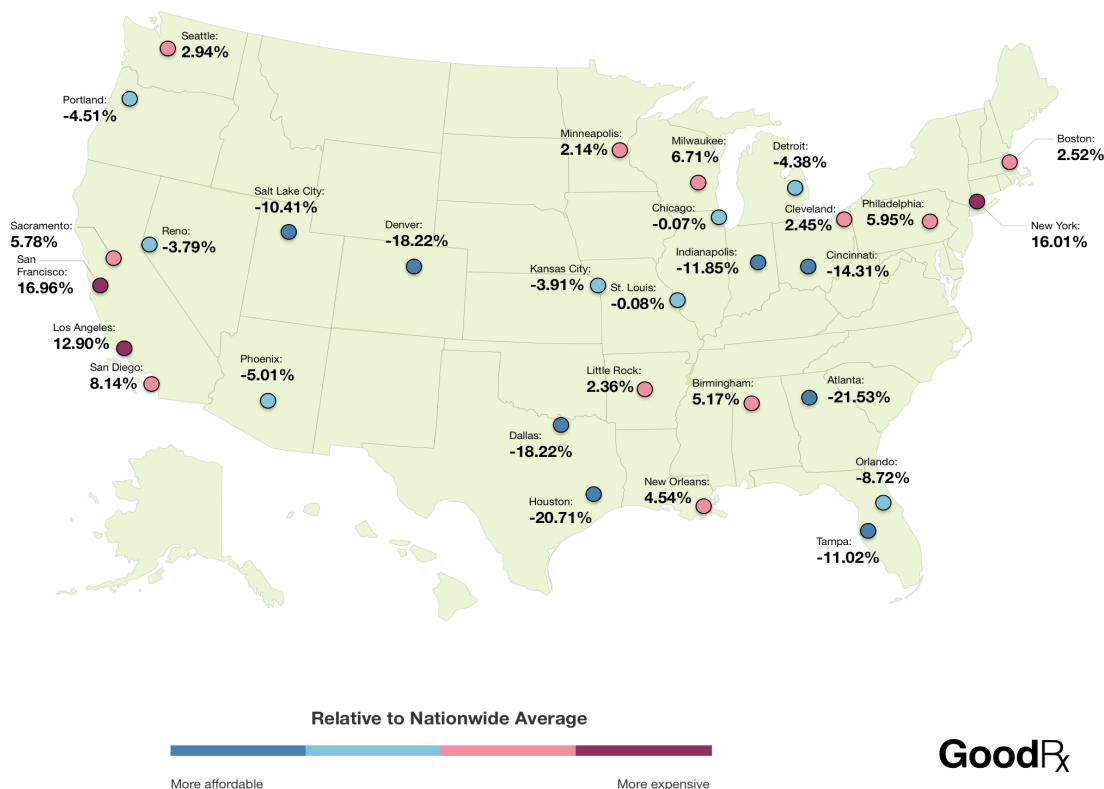 Seattle:
2.94%
Portland:
-4.51%
Minneapolis:
2.14%
Milwaukee:
6.71%
Detroit:
-4.38%
Boston:
2.52%
Salt Lake City:
-10.41%
Denver:
-18.22%
Chicago:
-0.07%
Cleveland:
2.45%
Philadelphia:
5.95%
New York:
16.01%
Sacramento:
5.78%
Reno:
-3.79%
San
Francisco:
16.96%
Kansas City:
-3.91%
St. Louis:
-0.08%
Indianapolis:
-11.85%
Cincinnati:
-14.31%
Los Angeles:
12.90%
San Diego:
8.14%
Phoenix:
-5.01%
Little Rock:
2.36%
Birmingham:
5.17%
Atlanta:
-21.53%
Dallas:
-18.22%
Houston:
-20.71%
New Orleans:
4.54%
Orlando:
-8.72%
Tampa:
-11.02%
Relative to Nationwide Average
More affordable
More expensive
GoodRx